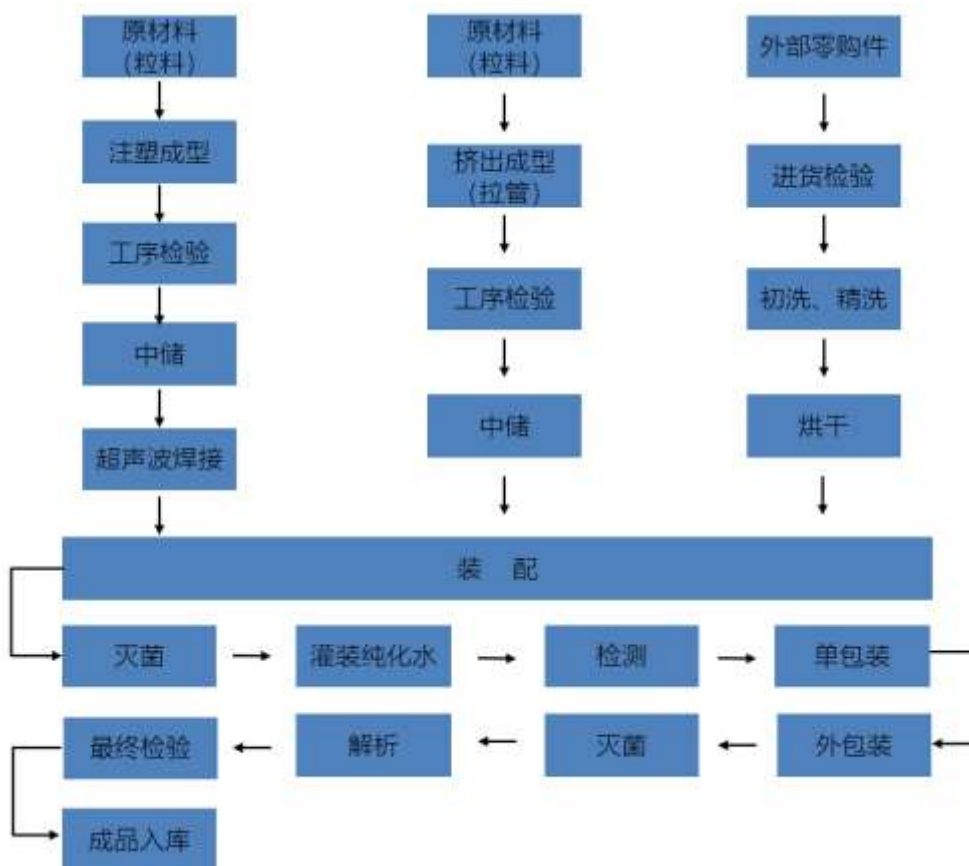 原材料
(粒料)
原材料
(粒料)
外部零购件
注塑成型
挤出成型
(拉管)
进货检验
工序检验
工序检验
初洗、精洗
中储
中储
烘干
超声波焊接
装 配
灭菌
灌装纯化水
检测
单包装
最终检验
解析
灭菌
外包装
成品入库